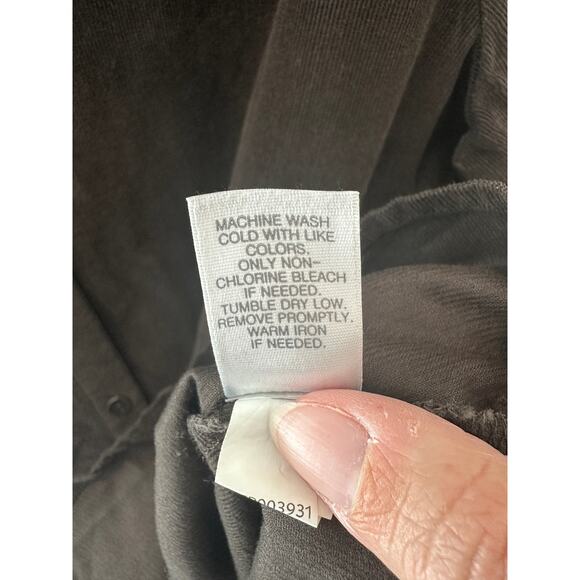 MACHINE WASH
COLD WITH LIKE
COLORS.
ONLY NON-
CHLORINE BLEACH
IF NEEDED.
TUMBLE DRY LOW.
REMOVE PROMPTLY.
WARM IRON
IF NEEDED.